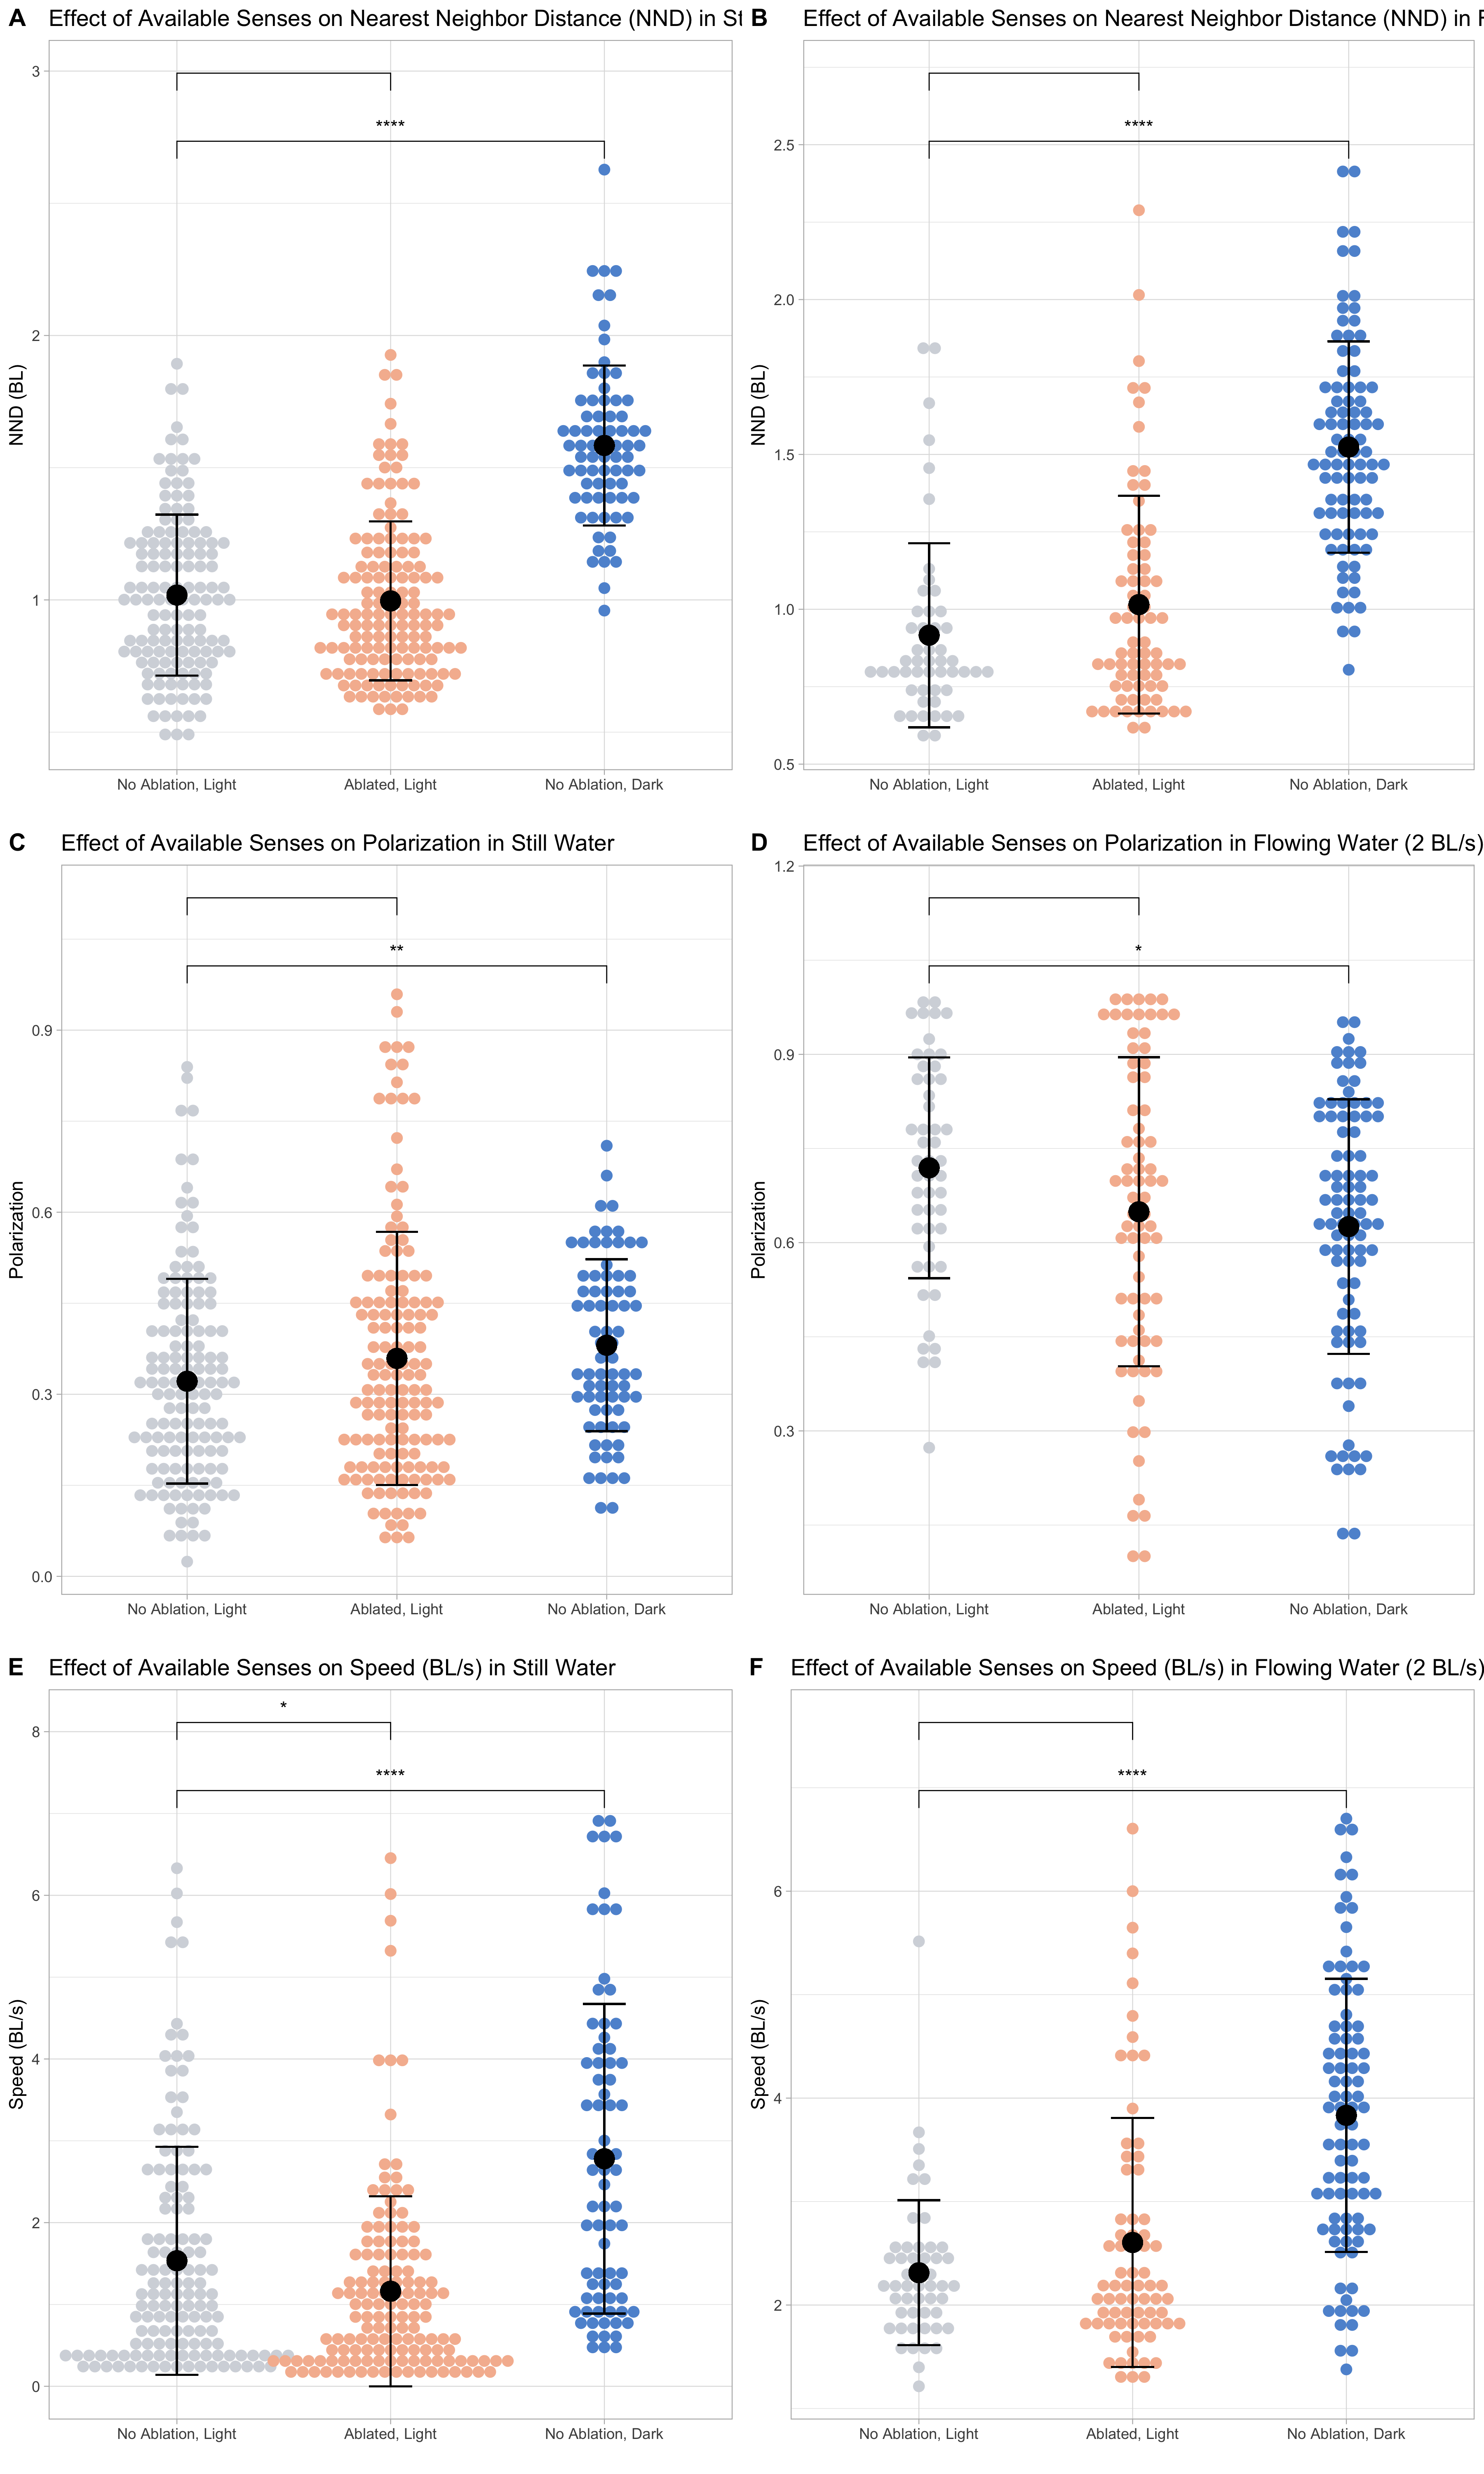 A Effect of Available Senses on Nearest Neighbor Distance (NND) in St
3
2
1
NND (BL)
****
No Ablation, Light
Ablated, Light
No Ablation, Dark
B Effect of Available Senses on Nearest Neighbor Distance (NND) in F
2.5
2.0
1.5
1.0
0.5
NND (BL)
****
No Ablation, Light
Ablated, Light
No Ablation, Dark
C Effect of Available Senses on Polarization in Still Water
0.9
0.6
0.3
0.0
Polarization
**
No Ablation, Light
Ablated, Light
No Ablation, Dark
D Effect of Available Senses on Polarization in Flowing Water (2 BL/s)
1.2
0.9
0.6
0.3
Polarization
*
No Ablation, Light
Ablated, Light
No Ablation, Dark
E Effect of Available Senses on Speed (BL/s) in Still Water
8
6
4
2
0
Speed (BL/s)
*
****
No Ablation, Light
Ablated, Light
No Ablation, Dark
F Effect of Available Senses on Speed (BL/s) in Flowing Water (2 BL/s)
6
4
2
Speed (BL/s)
****
No Ablation, Light
Ablated, Light
No Ablation, Dark